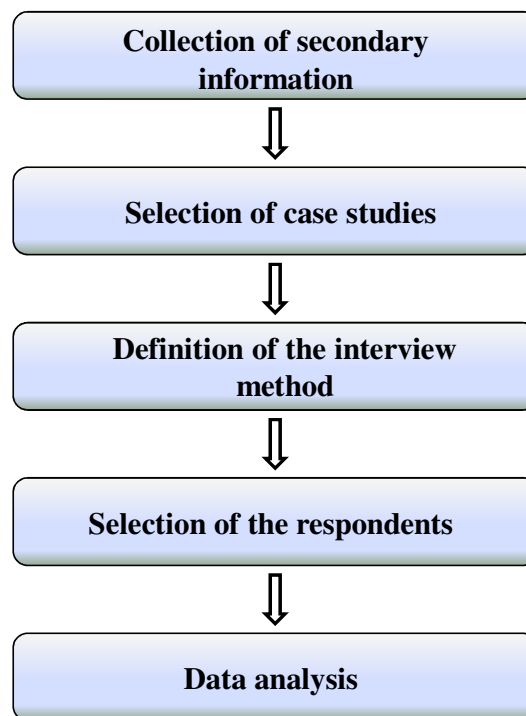 Collection of secondary
information
Selection of case studies
Definition of the interview
method
Selection of the respondents
Data analysis